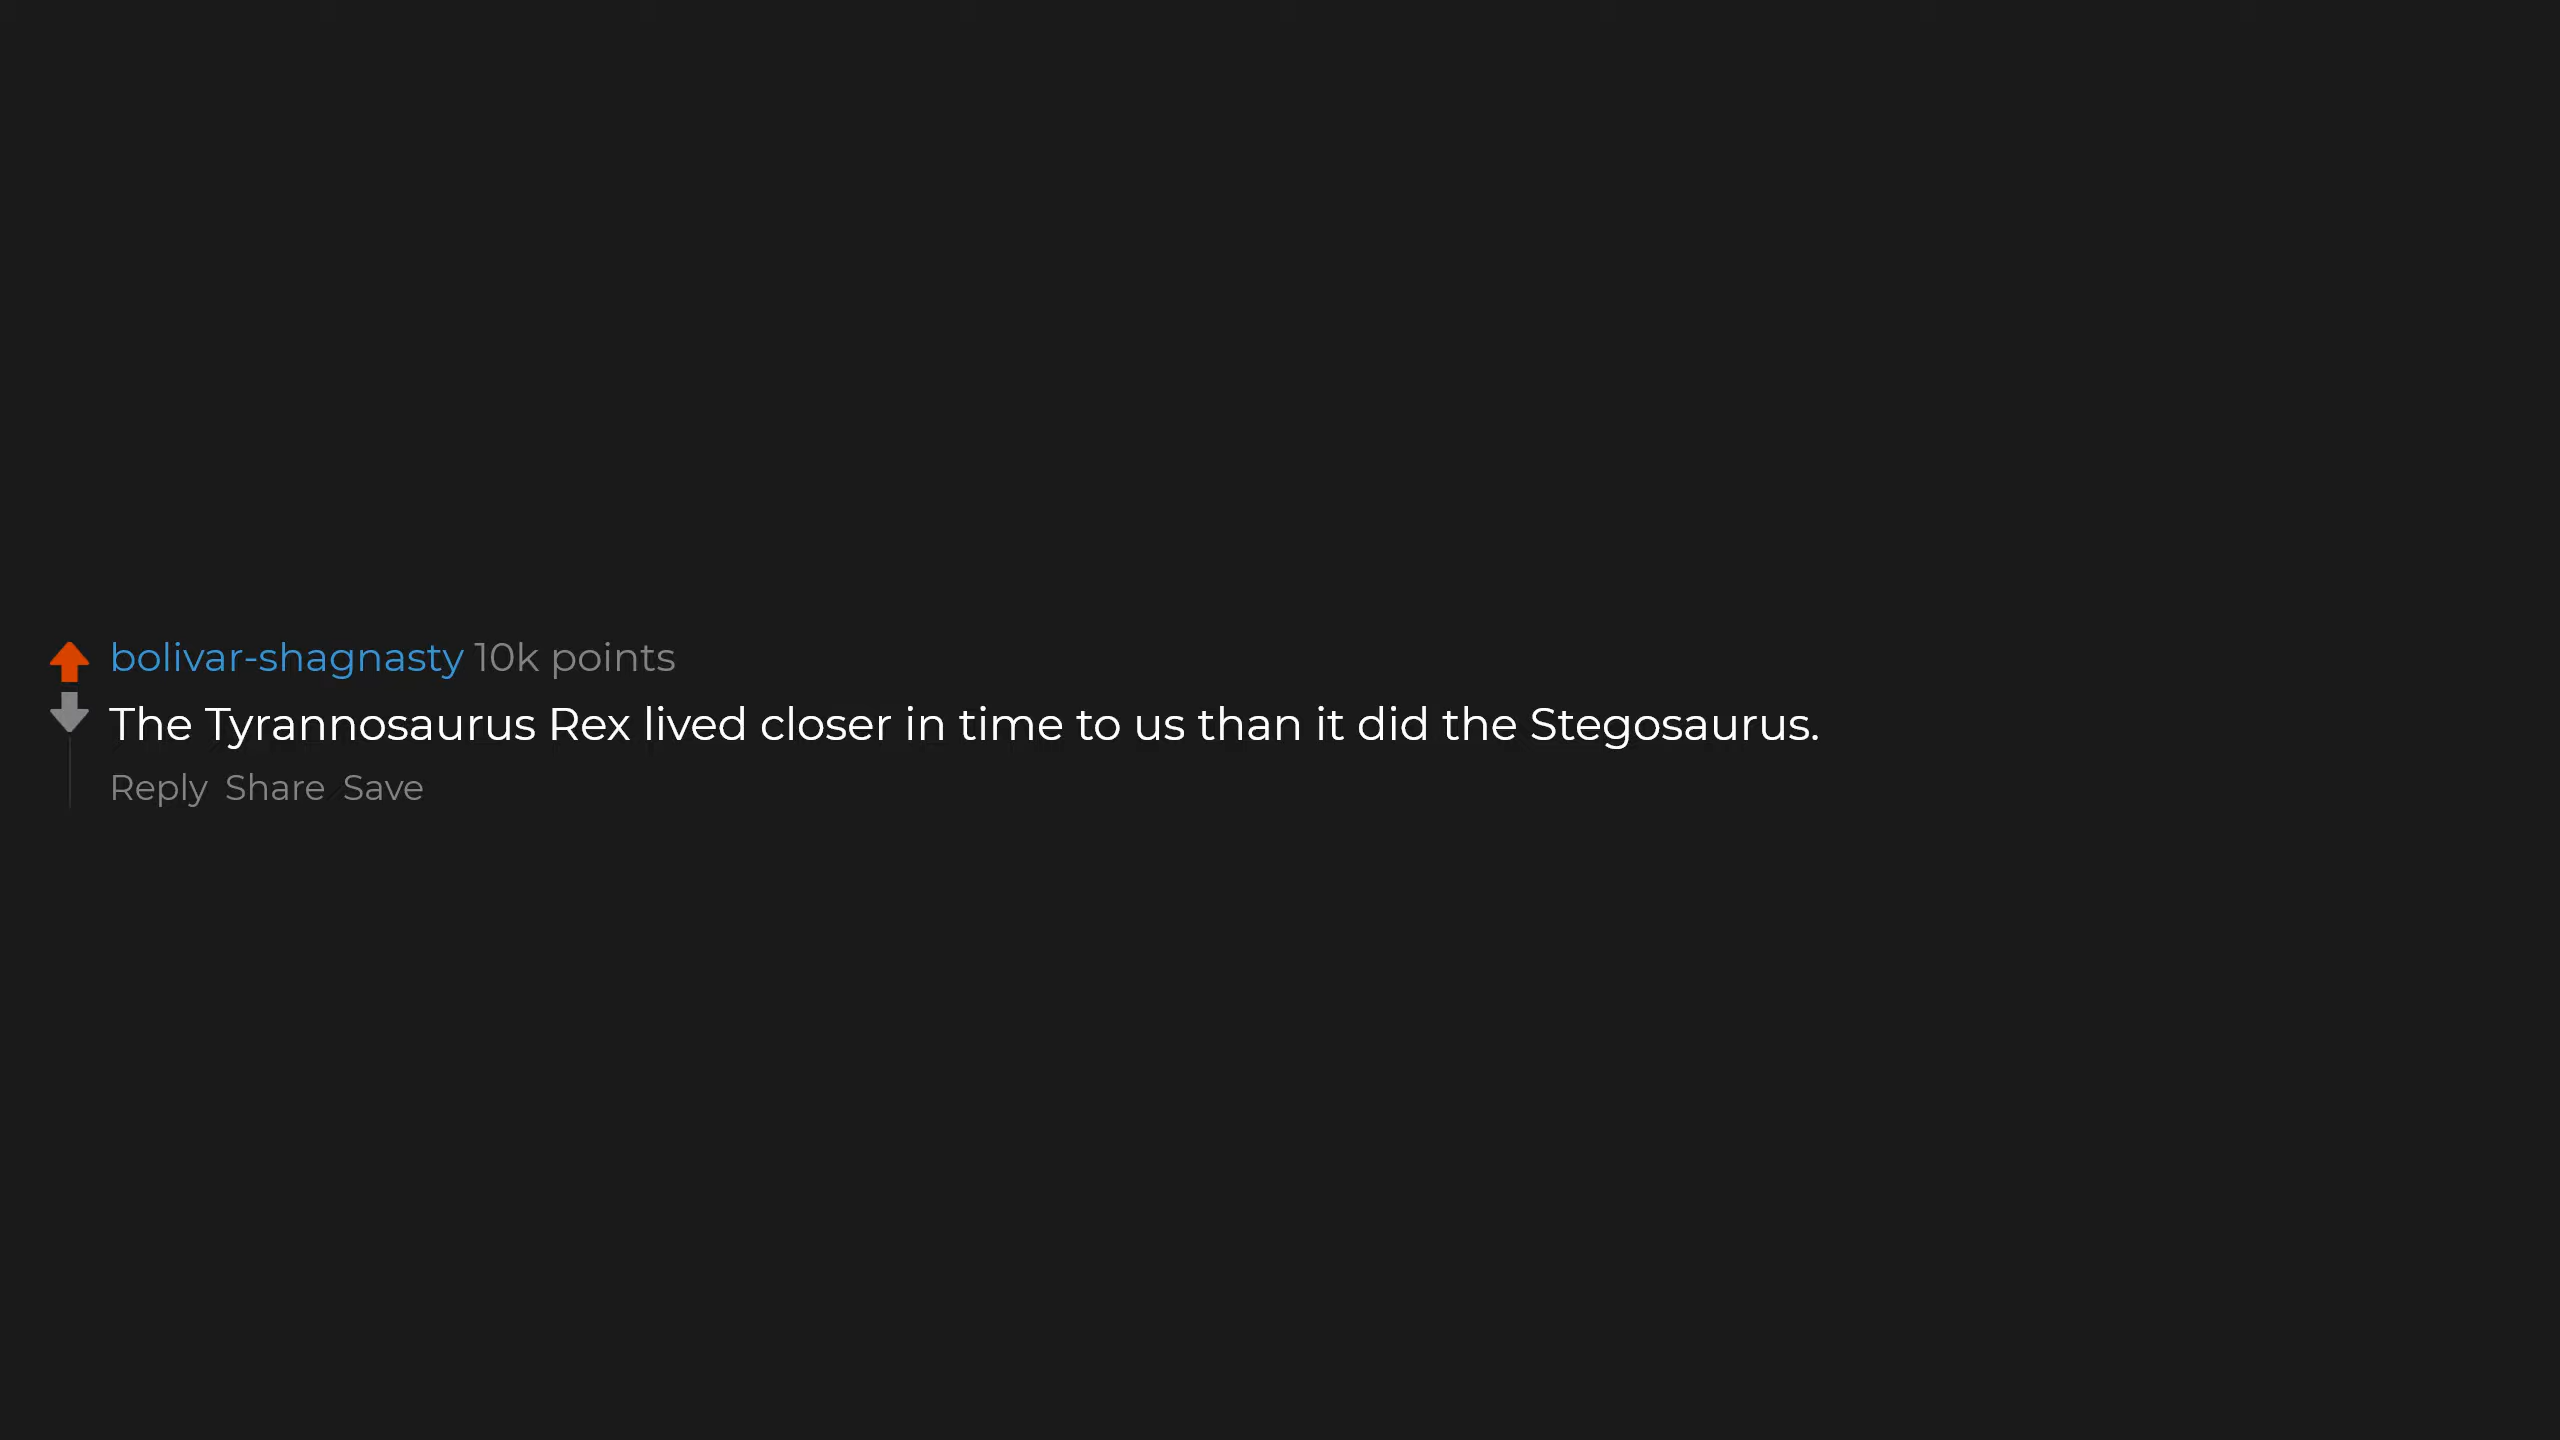 bolivar-shagnasty 10k points
The Tyrannosaurus Rex lived closer in time to us than it did the Stegosaurus.
Reply Share Save